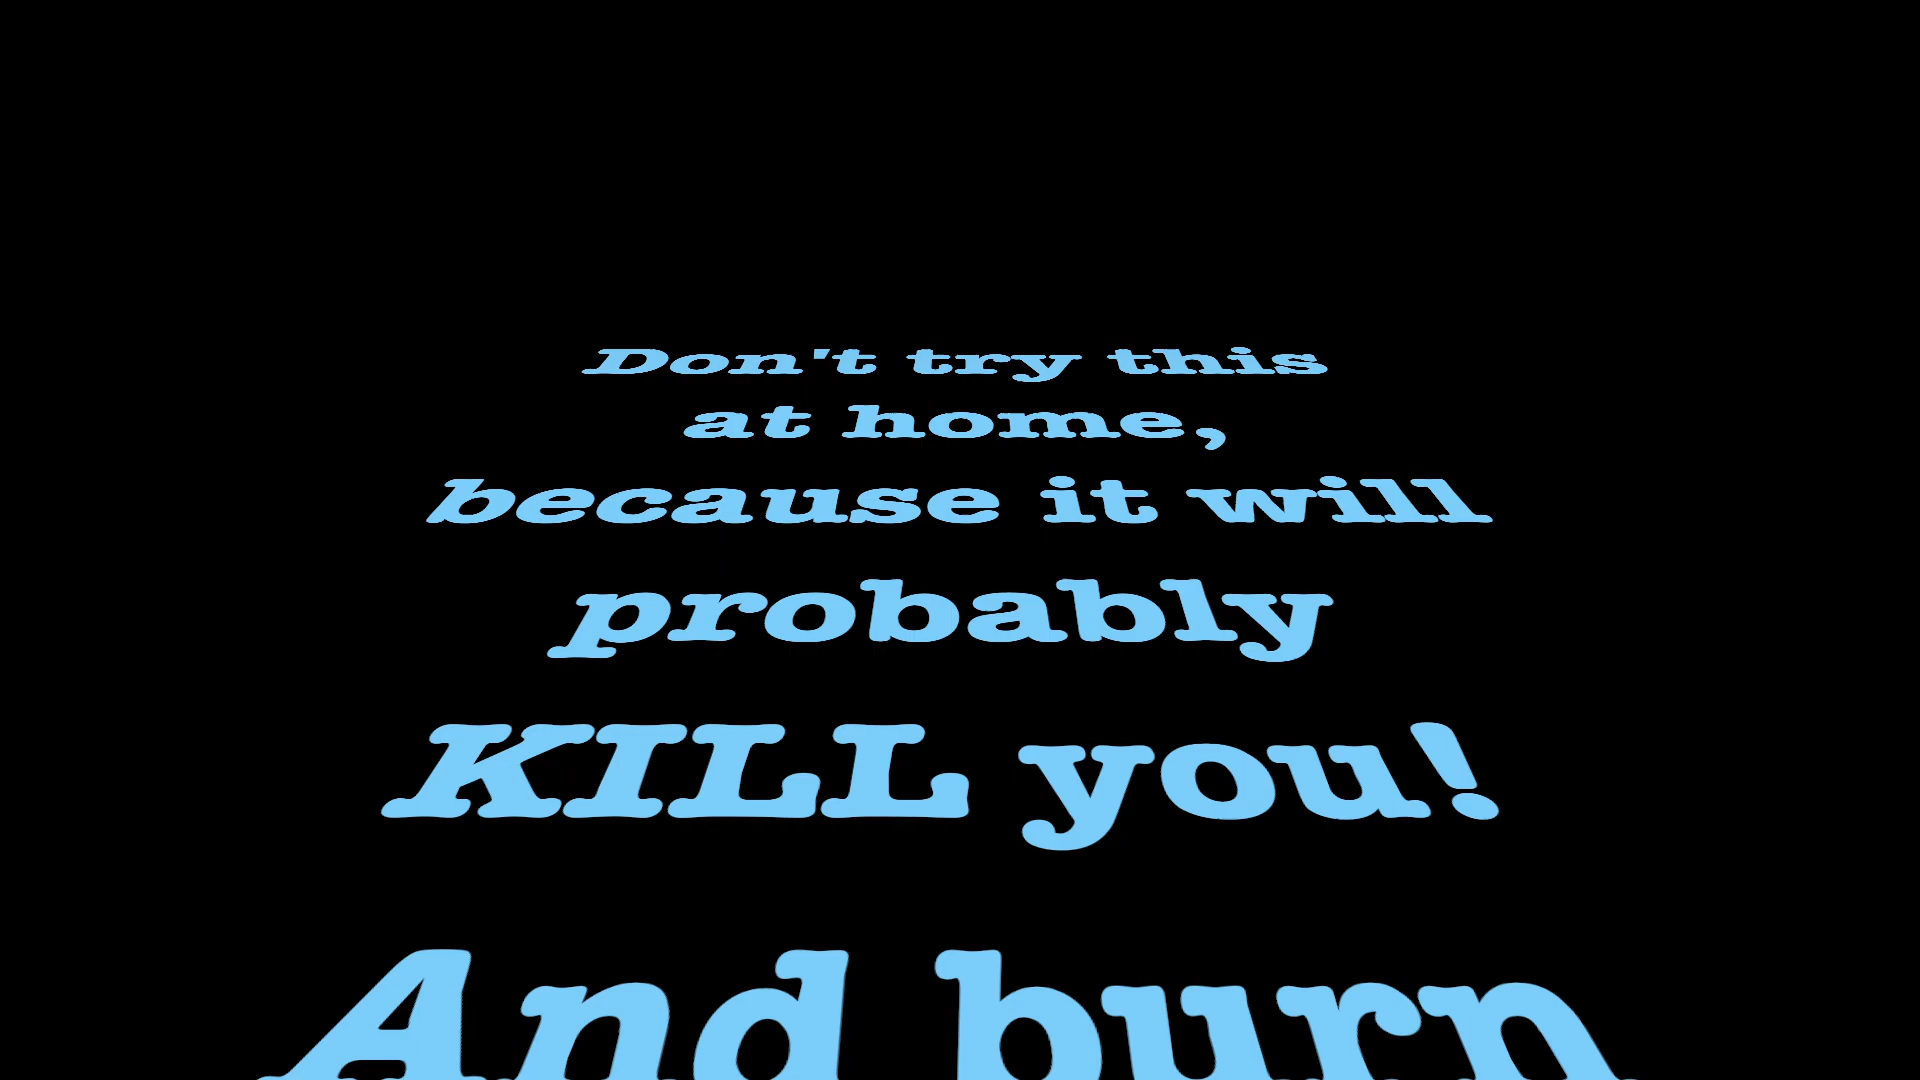 Don't try this
at home,
because it will
probably
KILL you!
And burn